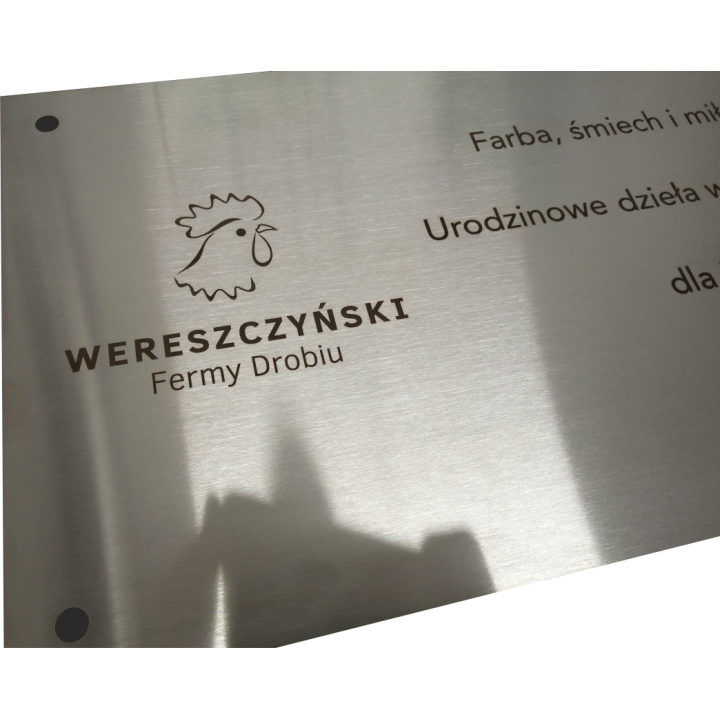 Farba, śmiech i
Urodzinowe dzieła
dla
WERESZCZYŃSKI
Fermy Drobiu